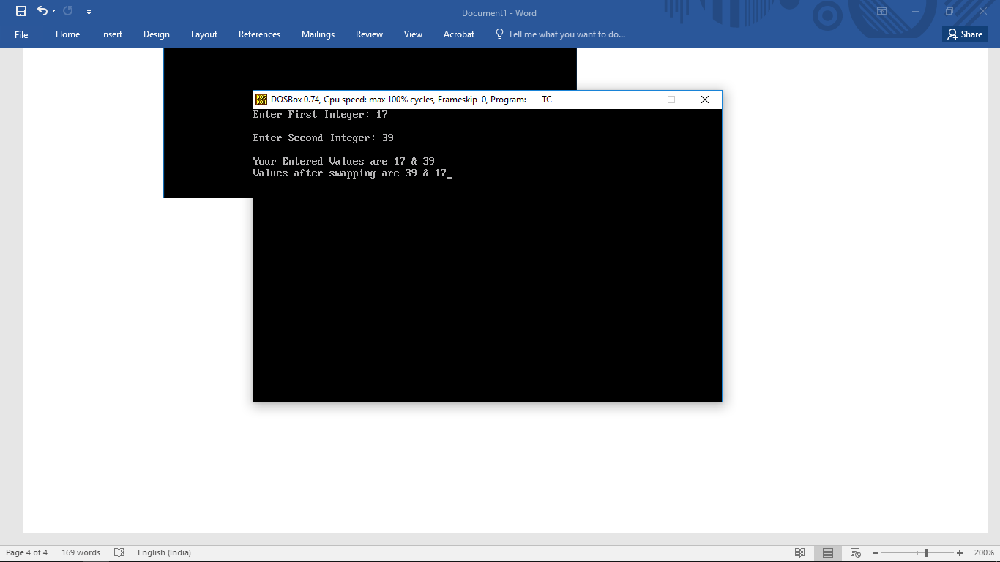 Document1 - Word
File Home Insert Design Layout References Mailings Review View Acrobat Tell me what you want to do... Share
DOS BOX DOSBox 0.74, Cpu speed: max 100% cycles, Frameskip 0, Program: TC
Enter First Integer: 17
Enter Second Integer: 39
Your Entered Values are 17 & 39
Values after swapping are 39 & 17_
Page 4 of 4 169 words English (India) 200%